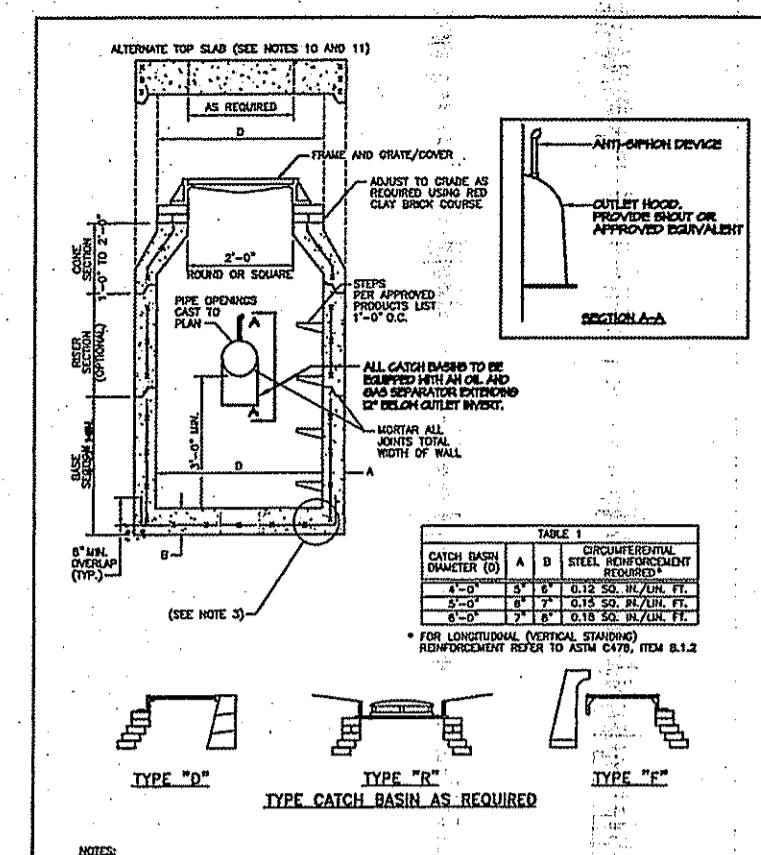 ALTERNATE TOP SLAB (SEE NOTES 10 AND 11)
AS REQUIRED
D
FRAME AND GRATE/COVER
ADJUST TO GRADE AS
REQUIRED USING RED
CLAY BRICK COURSE
CONE
SECTION
1'-0" TO 2'-0"
2'-0"
ROUND OR SQUARE
PIPE OPENINGS
CAST TO
PLAN
A
A
STEPS
PER APPROVED
PRODUCTS LIST
1'-0" O.C.
RISER
SECTION
(OPTIONAL)
ALL CATCH BASINS TO BE
EQUIPPED WITH AN OIL AND
GAS SEPARATOR EXTENDING
12" BELOW OUTLET INVERT.
3'-0" MIN.
MORTAR ALL
JOINTS TOTAL
WIDTH OF WALL
BASE
SECTION MIN.
D
A
B
MIN.
OVERLAP
(TYP.)
(SEE NOTE 3)
ANTI-SIPHON DEVICE
OUTLET HOOD.
PROVIDE SNOUT OR
APPROVED EQUIVALENT
SECTION A-A
TABLE 1
CATCH BASIN
DIAMETER (D)
A
B
CIRCUMFERENTIAL
STEEL REINFORCEMENT
REQUIRED*
4'-0" 5" 6" 0.12 SQ. IN./LIN. FT.
5'-0" 6" 7" 0.15 SQ. IN./LIN. FT.
6'-0" 7" 8" 0.18 SQ. IN./LIN. FT.
* FOR LONGITUDINAL (VERTICAL STANDING)
REINFORCEMENT REFER TO ASTM C478, ITEM 8.1.2
TYPE "D"
TYPE "R"
TYPE "F"
TYPE CATCH BASIN AS REQUIRED
NOTES: